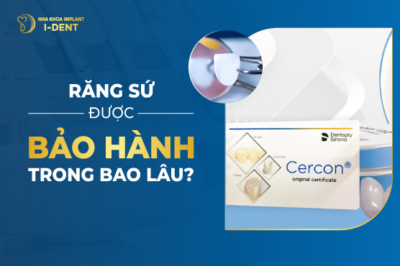 NHA KHOA IMPLANT
I-DENT
RĂNG SỨ
ĐƯỢC
BẢO HÀNH
TRONG BAO LÂU?
Dentsply
Sirona
Cercon®
original certificate